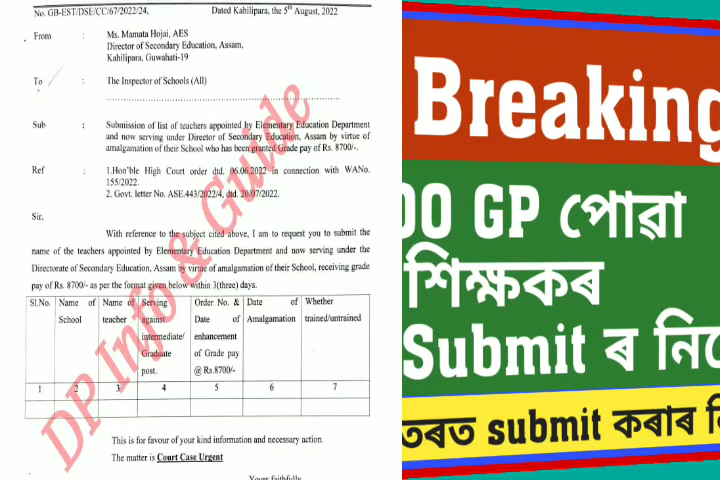 No. GB-EST/DSE/CC/67/2022/24,
Dated Kahilipara, the 5th August, 2022
From : Ms. Mamata Hojai, AES
Director of Secondary Education, Assam,
Kahilipara, Guwahati-19
To : The Inspector of Schools (All)
Sub : Submission of list of teachers appointed by Elementary Education Department
and now serving under Director of Secondary Education, Assam by virtue of
amalgamation of their School who has been granted Grade pay of Rs. 8700/-.
Ref : 1.Hon'ble High Court order dtd. 06.06.2022 in connection with WANo.
155/2022.
2. Govt. letter No. ASE.443/2022/4, dtd. 20/07/2022.
Sir,
With reference to the subject cited above, I am to request you to submit the
name of the teachers appointed by Elementary Education Department and now serving under the
Directorate of Secondary Education, Assam by virtue of amalgamation of their School, receiving grade
pay of Rs. 8700/- as per the format given below within 3(three) days.
Sl.No.
Name of
School
Name of
teacher
Serving
against
intermediate/
Graduate
post.
Order No. &
Date of
enhancement
of Grade pay
@ Rs.8700/-
Date of
Amalgamation
Whether
trained/untrained
1 2 3 4 5 6 7
This is for favour of your kind information and necessary action.
The matter is Court Case Urgent
Yours faithfully
DP Info & Guide
Breaking
00 GP পোৱা
শিক্ষকৰ
Submit ৰ
submit কৰাৰ